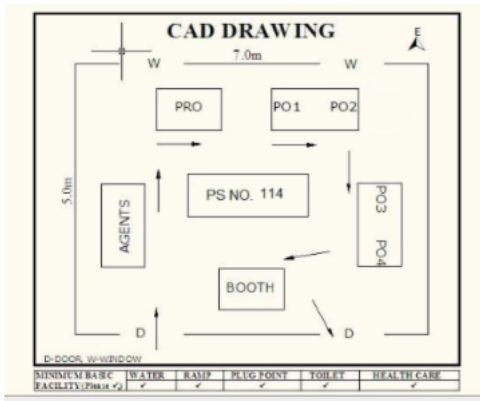 CAD DRAWING
E
7.0m
W
W
PRO
PO1 PO2
5.0m
AGENTS
PS NO. 114
PO3 PO4
BOOTH
D
D
D-DOOR, W-WINDOW
MINIMUM BASIC WATER RAMP PLUG POINT TOILET HEALTH CARE
FACILITY(Please ✓) ✓ ✓ ✓ ✓ ✓